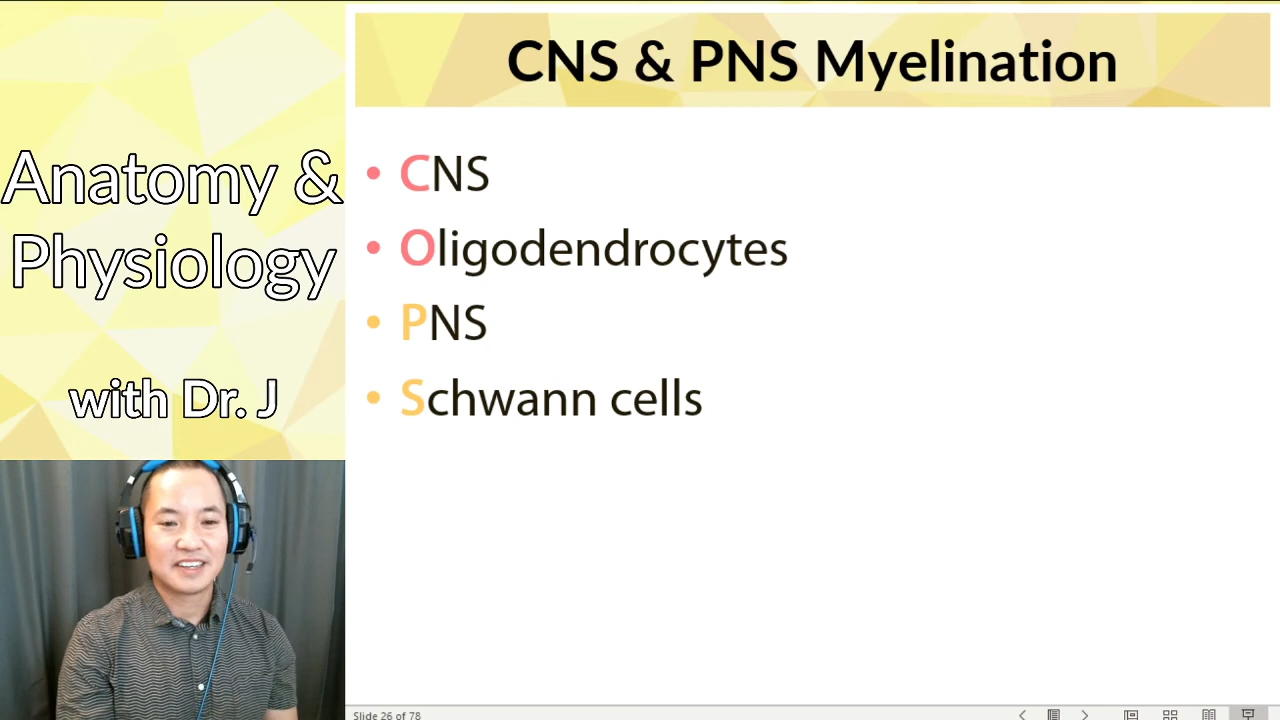 Anatomy &
Physiology
with Dr. J
CNS & PNS Myelination
• CNS
• Oligodendrocytes
• PNS
• Schwann cells
Slide 26 of 78